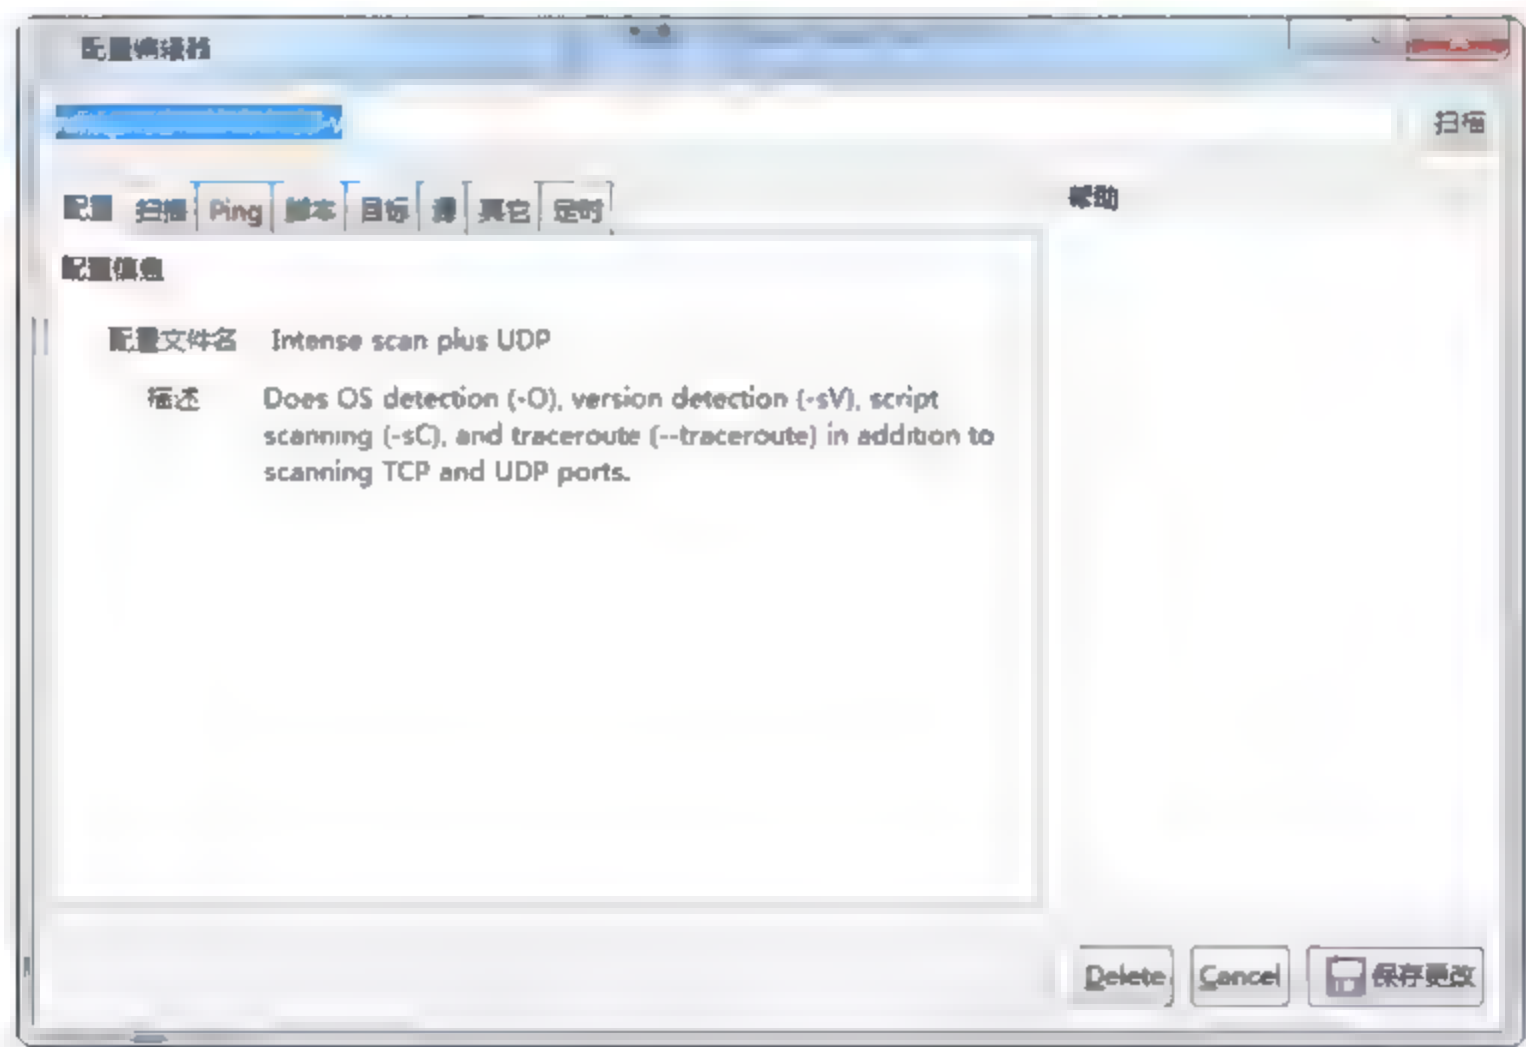 配置编辑器
扫描
配置 扫描 Ping 脚本 目标 源 其它 定时
帮助
配置信息
配置文件名 Intense scan plus UDP
描述 Does OS detection (-O), version detection (-sV), script
scanning (-sC), and traceroute (--traceroute) in addition to
scanning TCP and UDP ports.
Delete Cancel 保存更改